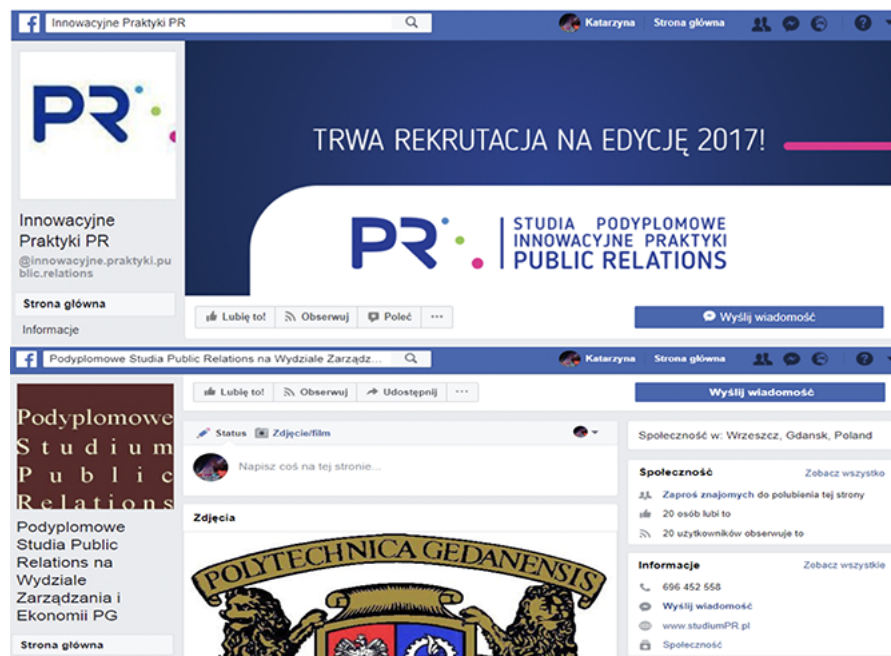 Innowacyjne Praktyki PR
Katarzyna
Strona główna
PR
TRWA REKRUTACJA NA EDYCJĘ 2017!
PR
STUDIA PODYPLOMOWE
INNOWACYJNE PRAKTYKI
PUBLIC RELATIONS
Innowacyjne
Praktyki PR
@innowacyjne.praktyki.pu
blic.relations
Strona główna
Informacje
Lubię to!
Obserwuj
Poleć
Wyślij wiadomość
Podyplomowe Studia Public Relations na Wydziale Zarządz...
Katarzyna
Strona główna
Podyplomowe
Studium
Public
Relations
Podyplomowe
Studia Public
Relations na
Wydziale
Zarządzania i
Ekonomii PG
Strona główna
Lubię to!
Obserwuj
Udostępnij
Wyślij wiadomość
Status
Zdjęcie/film
Napisz coś na tej stronie...
Zdjęcia
POLYTECHNICA GEDANENSIS
Społeczność w: Wrzeszcz, Gdansk, Poland
Społeczność
Zobacz wszystko
Zaproś znajomych do polubienia tej strony
20 osób lubi to
20 użytkowników obserwuje to
Informacje
Zobacz wszystkie
696 452 558
Wyślij wiadomość
www.studiumPR.pl
Społeczność